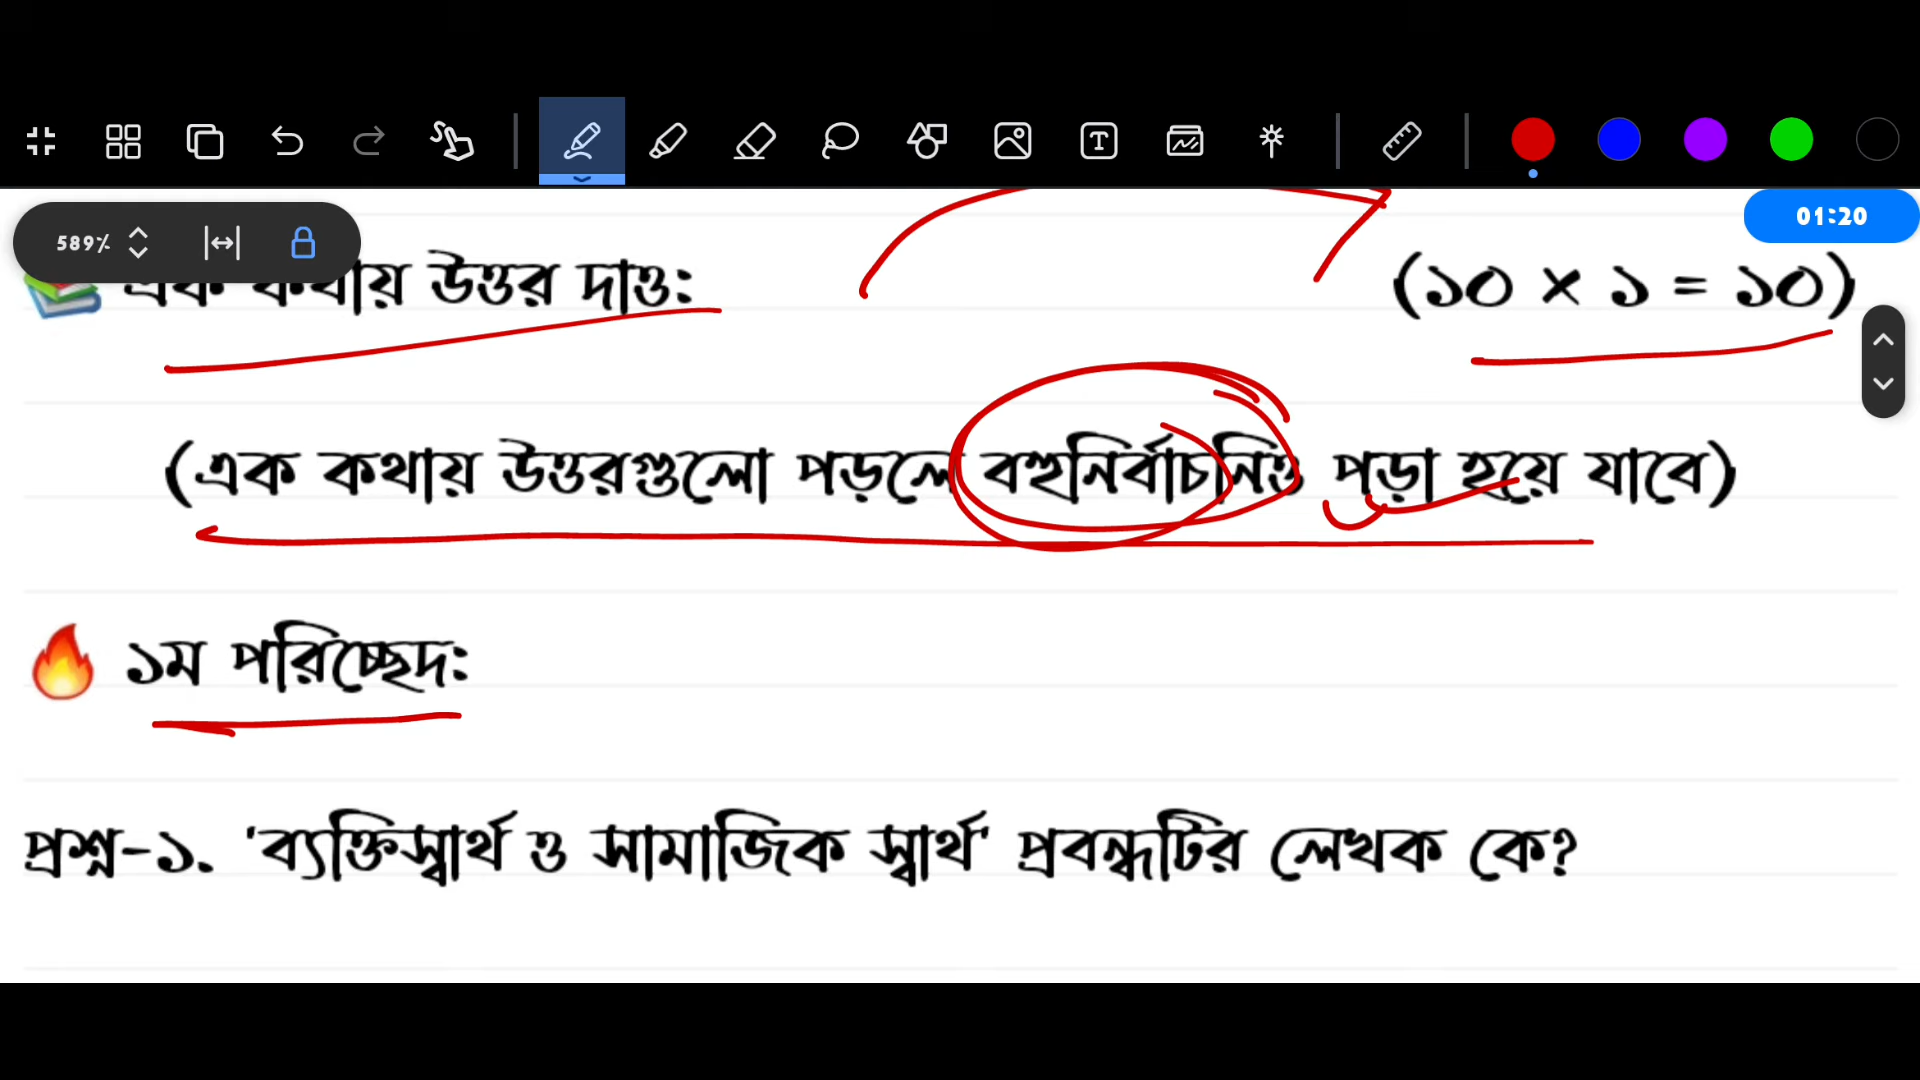 01:20
589%
এক কথায় উত্তর দাও: (১০ × ১ = ১০)
(এক কথায় উত্তরগুলো পড়লে বহুনির্বাচনিও পড়া হয়ে যাবে)
১ম পরিচ্ছেদ:
প্রশ্ন-১. 'ব্যক্তিস্বার্থ ও সামাজিক স্বার্থ' প্রবন্ধটির লেখক কে?